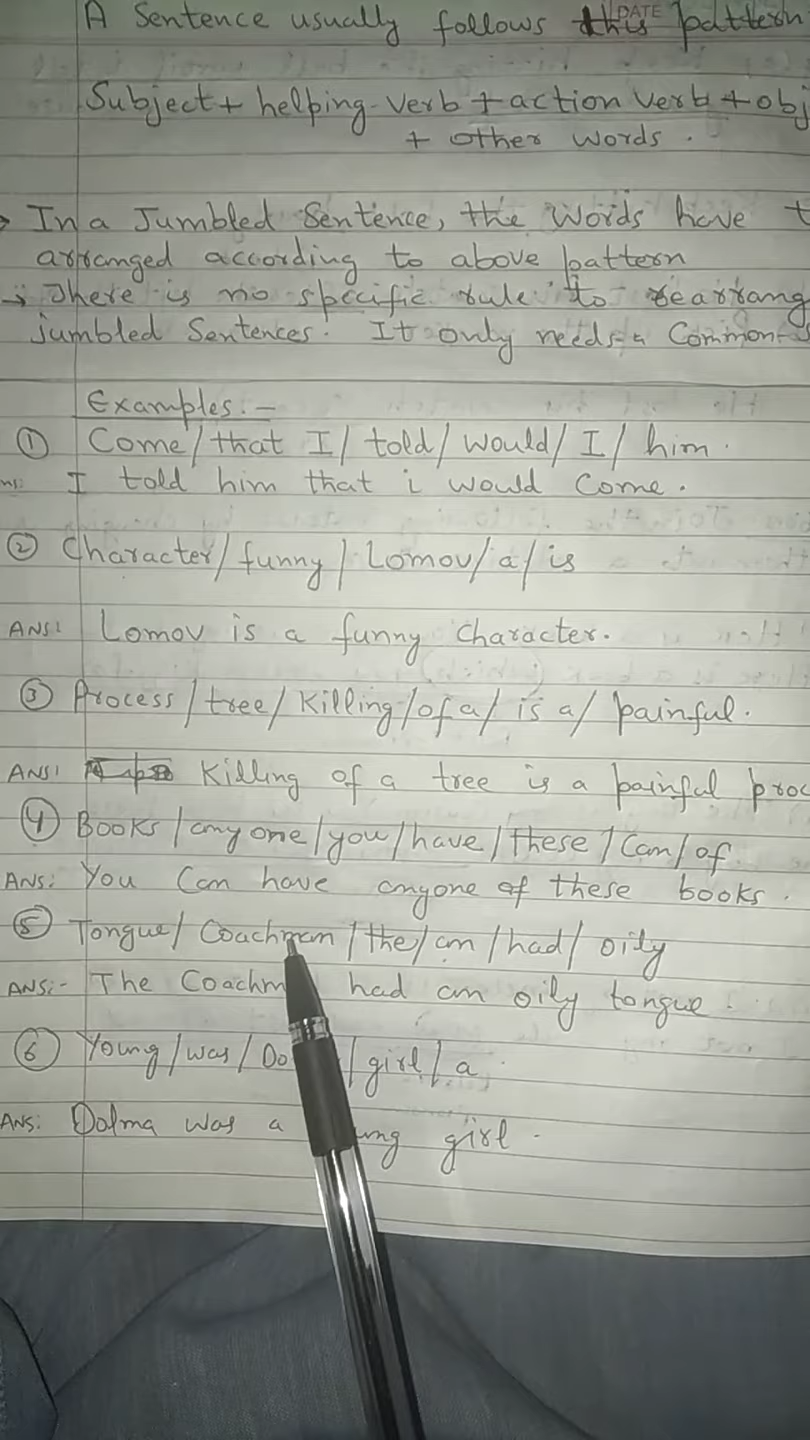 DATE
A Sentence usually follows this pattern
Subject + helping verb + action verb + obj
+ other words.
In a Jumbled Sentence, the words have t
arranged according to above pattern
There is no specific rule to rearrang
jumbled Sentences. It only needs a Common-S
Examples:-
① Come/that I/told/would/I/him.
Ans: I told him that i would Come.
② Character/funny/Lomov/a/is
ANS: Lomov is a funny Character.
③ Process/tree/killing/of a/is a/painful.
ANS: Killing of a tree is a painful proc
④ Books/anyone/you/have/these/Can/of
Ans: You Can have anyone of these books.
⑤ Tongue/Coachman/the/an/had/oily
ANS:- The Coachm had an oily tongue.
⑥ Young/was/Do /girl/a
ANS: Dolma was a ung girl.